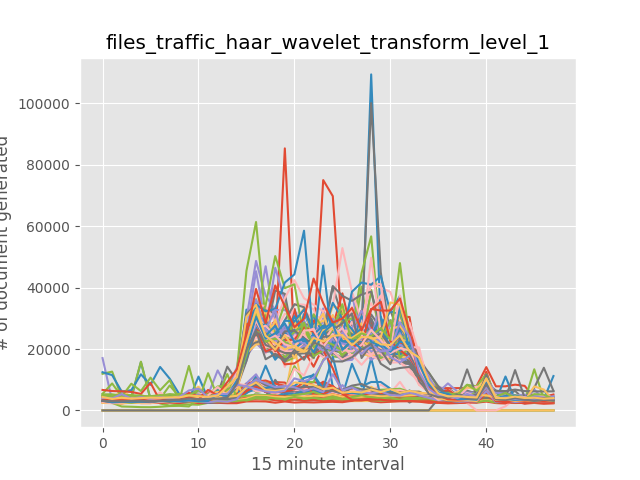 files_traffic_haar_wavelet_transform_level_1
# of document generated
100000
80000
60000
40000
20000
0
0 10 20 30 40
15 minute interval